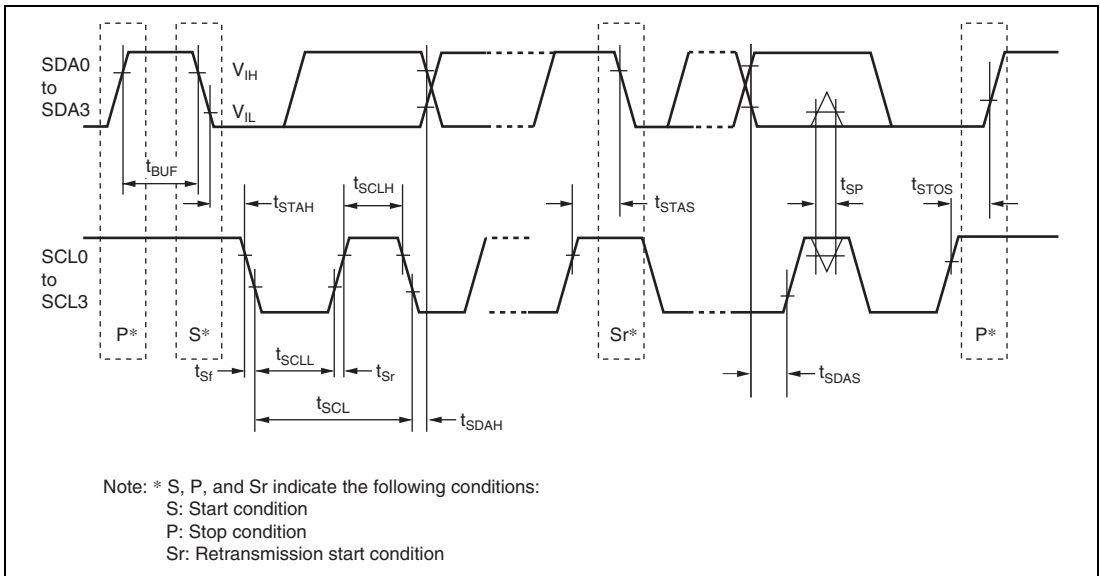 SDA0
to
SDA3
VIH
VIL
tBUF
tSTAH
tSCLH
tSTAS
tSP
tSTOS
SCL0
to
SCL3
P*
S*
Sr*
P*
tSf
tSCLL
tSr
tSDAS
tSCL
tSDAH
Note: * S, P, and Sr indicate the following conditions:
S: Start condition
P: Stop condition
Sr: Retransmission start condition